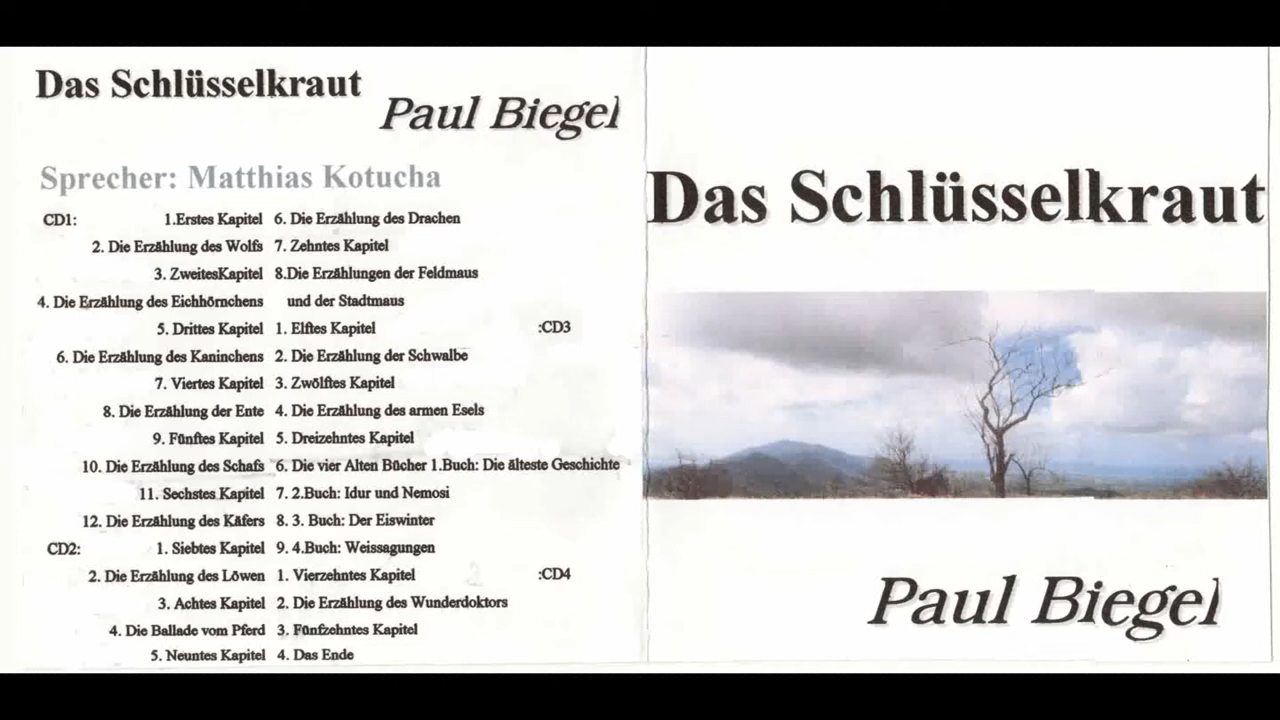 Das Schlüsselkraut
Paul Biegel
Sprecher: Matthias Kotucha
CD1:
1.Erstes Kapitel
2. Die Erzählung des Wolfs
3. ZweitesKapitel
4. Die Erzählung des Eichhörnchens
5. Drittes Kapitel
6. Die Erzählung des Kaninchens
7. Viertes Kapitel
8. Die Erzählung der Ente
9. Fünftes Kapitel
10. Die Erzählung des Schafs
11. Sechstes Kapitel
12. Die Erzählung des Käfers
CD2:
1. Siebtes Kapitel
2. Die Erzählung des Löwen
3. Achtes Kapitel
4. Die Ballade vom Pferd
5. Neuntes Kapitel
6. Die Erzählung des Drachen
7. Zehntes Kapitel
8.Die Erzählungen der Feldmaus
und der Stadtmaus
1. Elftes Kapitel :CD3
2. Die Erzählung der Schwalbe
3. Zwölftes Kapitel
4. Die Erzählung des armen Esels
5. Dreizehntes Kapitel
6. Die vier Alten Bücher 1.Buch: Die älteste Geschichte
7. 2.Buch: Idur und Nemosi
8. 3. Buch: Der Eiswinter
9. 4.Buch: Weissagungen
1. Vierzehntes Kapitel :CD4
2. Die Erzählung des Wunderdoktors
3. Fünfzehntes Kapitel
4. Das Ende
Das Schlüsselkraut
Paul Biegel